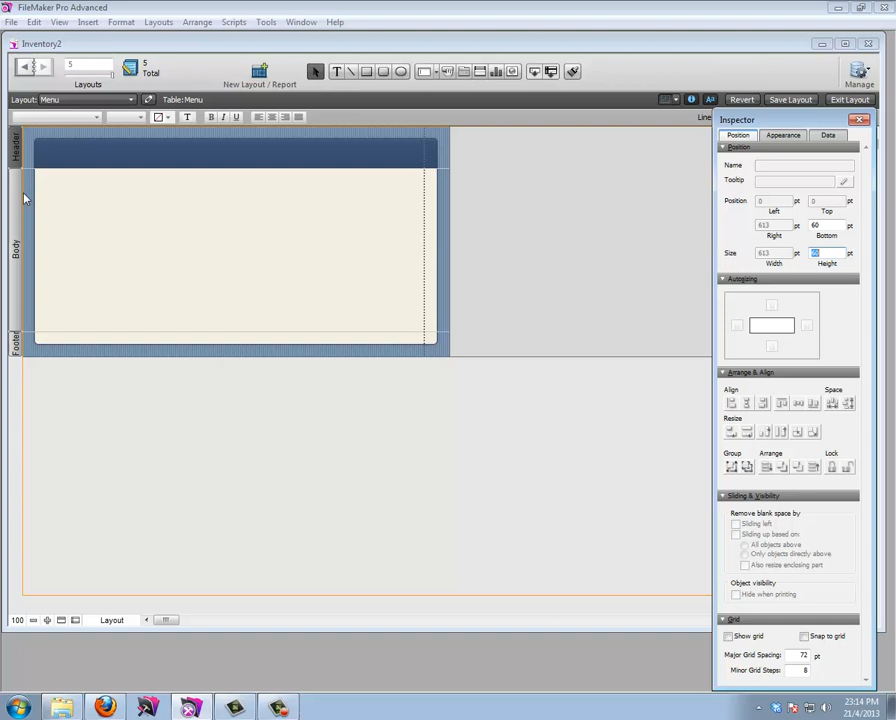 FileMaker Pro Advanced
File Edit View Insert Format Layouts Arrange Scripts Tools Window Help
Inventory2
5
5
Total
Layouts
New Layout / Report
Manage
Layout: Menu
Table: Menu
Aa
Revert
Save Layout
Exit Layout
T
B I U
Line
Inspector
Position Appearance Data
Position
Name
Tooltip
Position 0 pt 0 pt
Left Top
613 pt 60 pt
Right Bottom
Size 613 pt 60 pt
Width Height
Autosizing
Arrange & Align
Align Space
Resize
Group Arrange Lock
Sliding & Visibility
Remove blank space by
Sliding left
Sliding up based on:
All objects above
Only objects directly above
Also resize enclosing part
Object visibility
Hide when printing
Grid
Show grid Snap to grid
Major Grid Spacing: 72 pt
Minor Grid Steps: 8
Header
Body
Footer
100
Layout
23:14 PM
21/4/2013